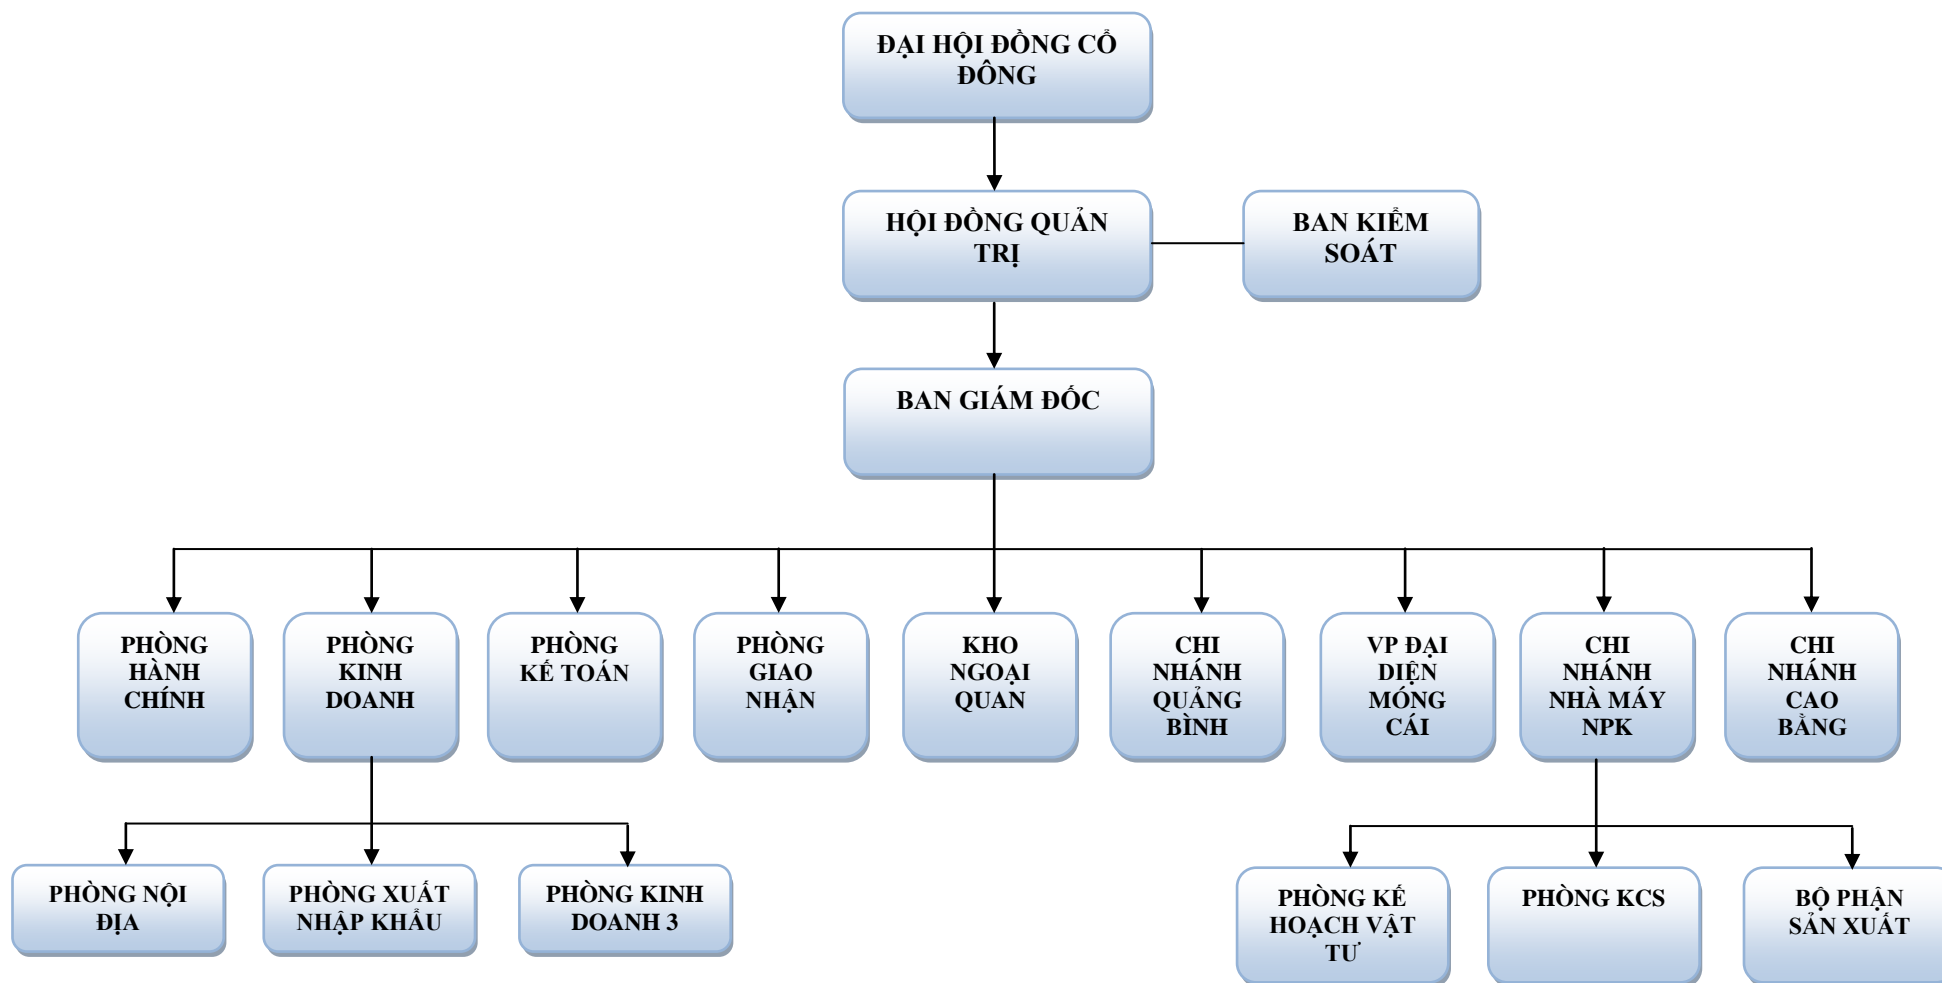 ĐẠI HỘI ĐỒNG CỔ
ĐÔNG
HỘI ĐỒNG QUẢN
TRỊ
BAN KIỂM
SOÁT
BAN GIÁM ĐỐC
PHÒNG
HÀNH
CHÍNH
PHÒNG
KINH
DOANH
PHÒNG
KẾ TOÁN
PHÒNG
GIAO
NHẬN
KHO
NGOẠI
QUAN
CHI
NHÁNH
QUẢNG
BÌNH
VP ĐẠI
DIỆN
MÓNG
CÁI
CHI
NHÁNH
NHÀ MÁY
NPK
CHI
NHÁNH
CAO
BẰNG
PHÒNG NỘI
ĐỊA
PHÒNG XUẤT
NHẬP KHẨU
PHÒNG KINH
DOANH 3
PHÒNG KẾ
HOẠCH VẬT
TƯ
PHÒNG KCS
BỘ PHẬN
SẢN XUẤT